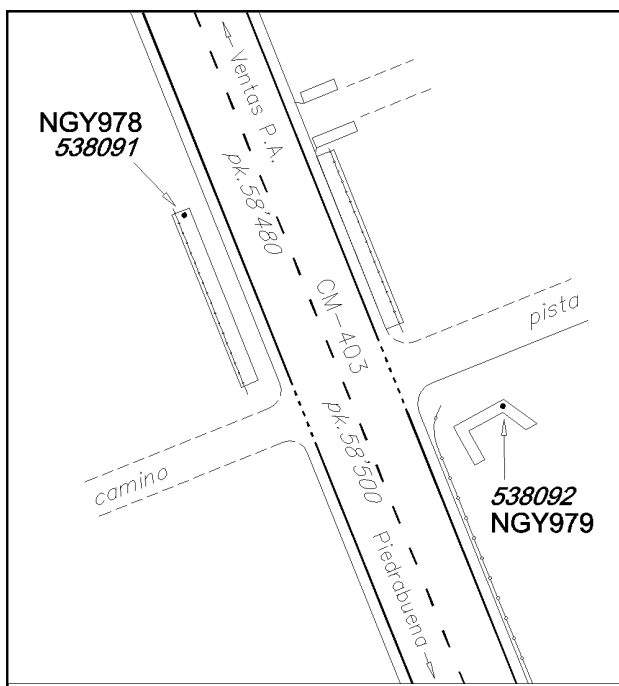 ← Ventas P.A.
NGY978
538091
pk.58'480
CM-403
pista
pk.58'500
camino
538092
NGY979
Piedrabuena →